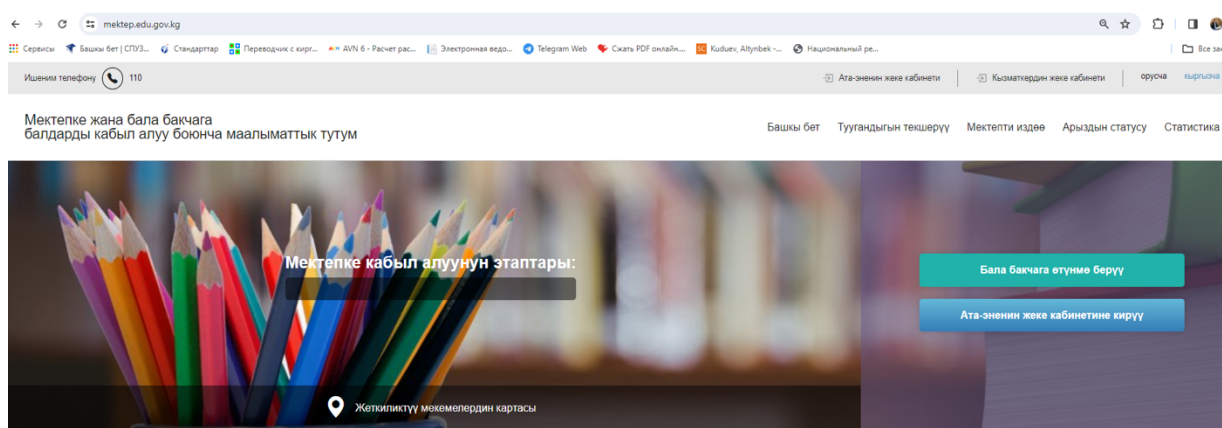 mektep.edu.gov.kg
Сервисы Башкы бет | СПУЗ... Стандарттар Переводчик с кирг... AVN 6 - Расчет рас... Электронная ведо... Telegram Web Сжать PDF онлайн.... SC Kuduev, Altynbek -... Национальный ре... Все за
Ишеним телефону 110 Ата-эненин жеке кабинети Кызматкердин жеке кабинети орусча кыргызча
Мектепке жана бала бакчага
балдарды кабыл алуу боюнча маалыматтык тутум
Башкы бет Туугандыгын текшерүү Мектепти издөө Арыздын статусу Статистика
Мектепке кабыл алуунун этаптары:
Бала бакчага өтүнмө берүү
Ата-эненин жеке кабинетине кирүү
Жеткиликтүү мекемелердин картасы